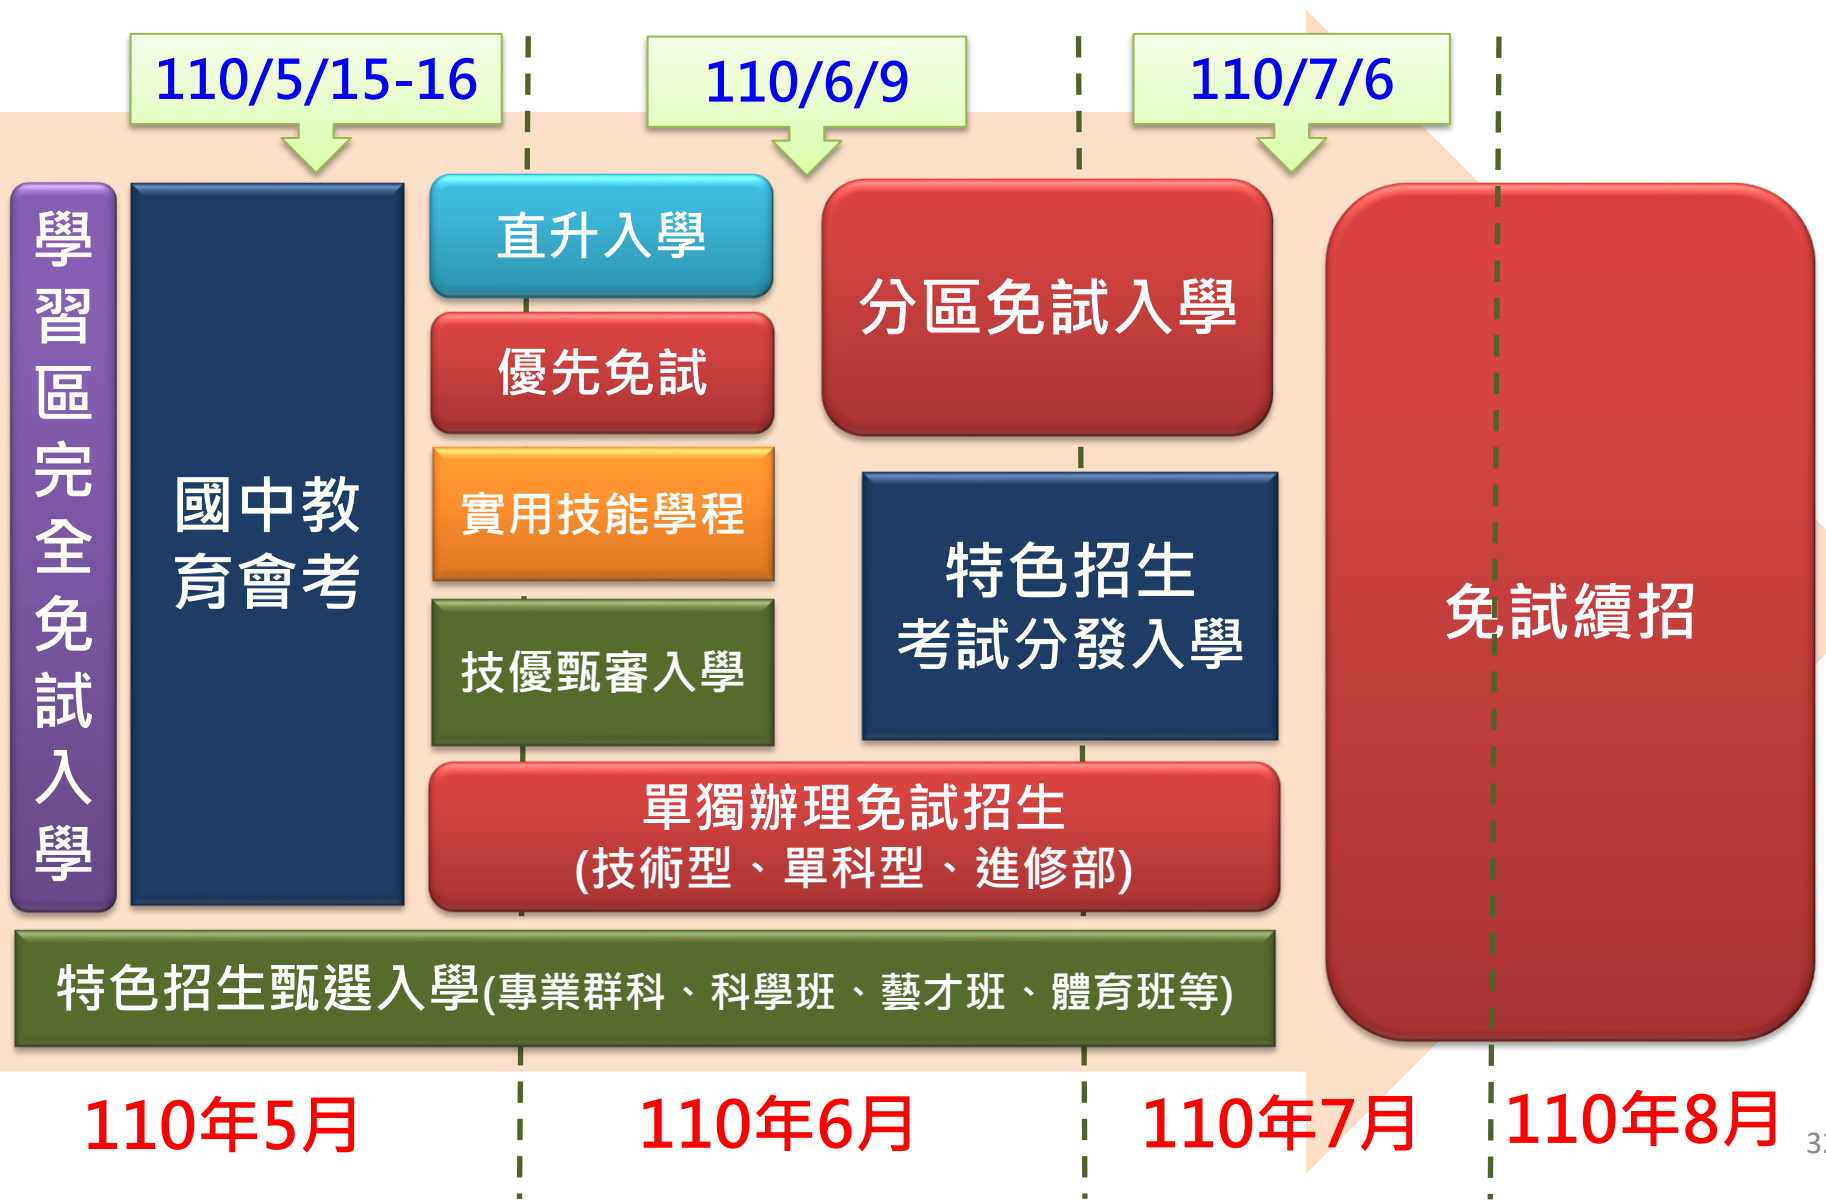 110/5/15-16
110/6/9
110/7/6
學習區完全免試入學
國中教
育會考
直升入學
優先免試
實用技能學程
技優甄審入學
分區免試入學
特色招生
考試分發入學
單獨辦理免試招生
(技術型、單科型、進修部)
特色招生甄選入學(專業群科、科學班、藝才班、體育班等)
免試續招
110年5月
110年6月
110年7月
110年8月